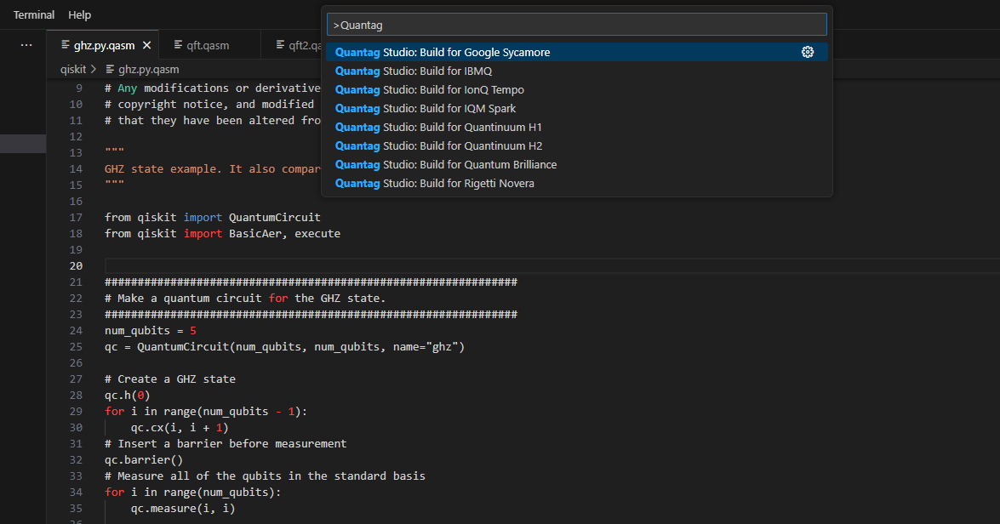 Terminal Help
>Quantag
... ghz.py.qasm × qft.asm qft2.qa
Quantag Studio: Build for Google Sycamore
Quantag Studio: Build for IBMQ
Quantag Studio: Build for IonQ Tempo
Quantag Studio: Build for IQM Spark
Quantag Studio: Build for Quantinuum H1
Quantag Studio: Build for Quantinuum H2
Quantag Studio: Build for Quantum Brilliance
Quantag Studio: Build for Rigetti Novera
qiskit > ghz.py.qasm
9 # Any modifications or derivative
10 # copyright notice, and modified
11 # that they have been altered fro
12
13 """
14 GHZ state example. It also compar
15 """
16
17 from qiskit import QuantumCircuit
18 from qiskit import BasicAer, execute
19
20
21 ###############################################################
22 # Make a quantum circuit for the GHZ state.
23 ###############################################################
24 num_qubits = 5
25 qc = QuantumCircuit(num_qubits, num_qubits, name="ghz")
26
27 # Create a GHZ state
28 qc.h(0)
29 for i in range(num_qubits - 1):
30     qc.cx(i, i + 1)
31 # Insert a barrier before measurement
32 qc.barrier()
33 # Measure all of the qubits in the standard basis
34 for i in range(num_qubits):
35     qc.measure(i, i)
36